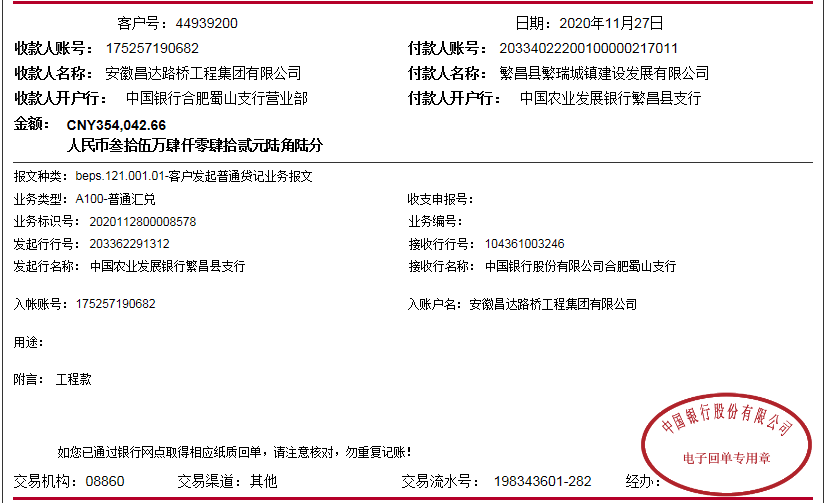 客户号：44939200 日期：2020年11月27日
收款人账号：175257190682 付款人账号：20334022200100000217011
收款人名称：安徽昌达路桥工程集团有限公司 付款人名称：繁昌县繁瑞城镇建设发展有限公司
收款人开户行：中国银行合肥蜀山支行营业部 付款人开户行：中国农业发展银行繁昌县支行
金额：CNY354,042.66
人民币叁拾伍万肆仟零肆拾贰元陆角陆分
报文种类：beps.121.001.01-客户发起普通贷记业务报文
业务类型：A100-普通汇兑 收支申报号：
业务标识号：2020112800008578 业务编号：
发起行行号：203362291312 接收行行号：104361003246
发起行名称：中国农业发展银行繁昌县支行 接收行名称：中国银行股份有限公司合肥蜀山支行
入帐账号：175257190682 入账户名：安徽昌达路桥工程集团有限公司
用途：
附言：工程款
中国银行股份有限公司
电子回单专用章
如您已通过银行网点取得相应纸质回单，请注意核对，勿重复记账！
交易机构：08860 交易渠道：其他 交易流水号：198343601-282 经办：